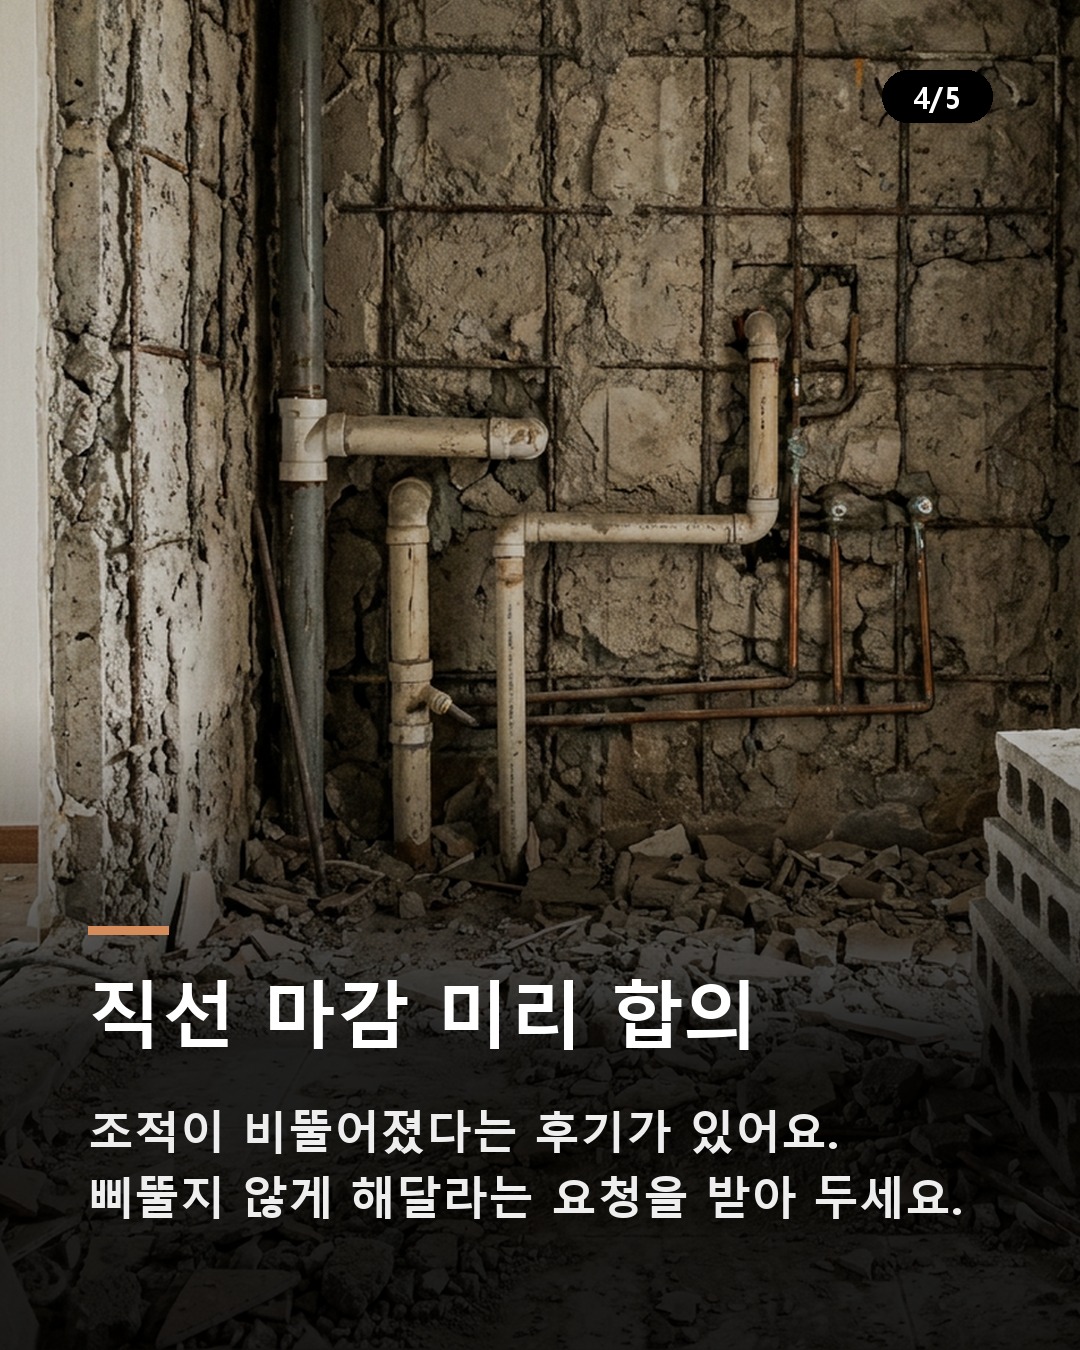 4/5
직선 마감 미리 합의
조적이 비뚤어졌다는 후기가 있어요.
삐뚤지 않게 해달라는 요청을 받아 두세요.